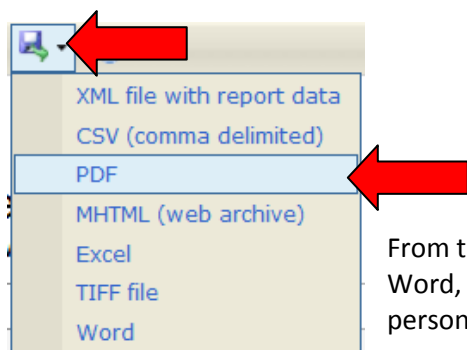 XML file with report data
CSV (comma delimited)
PDF
MHTML (web archive)
Excel
TIFF file
Word
From t
Word,
person